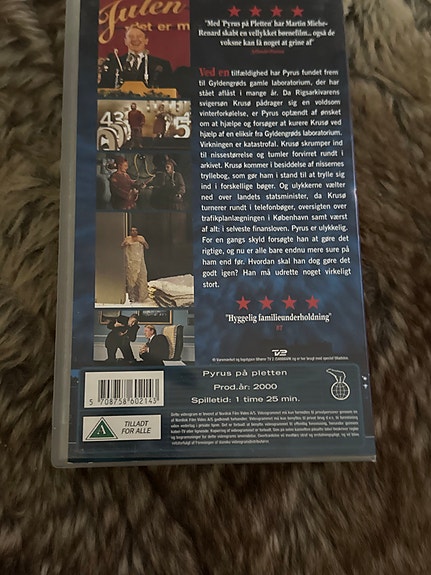 Julen
det er m
"Med 'Pyrus på Pletten' har Martin Miehe-
Renard skabt en vellykket børnefilm... også de
voksne kan få noget at grine af"
Ved en tilfældighed har Pyrus fundet frem
til Gyldengrøds gamle laboratorium, der har
stået aflåst i mange år. Da Rigsarkivarens
svigersøn Krusø pådrager sig en voldsom
vinterforkølelse, er Pyrus optændt af ønsket
om at hjælpe og forsøger at kurere Krusø ved
hjælp af en eliksir fra Gyldengrøds laboratorium.
Virkningen er katastrofal. Krusø skrumper ind
til nissestørrelse og tumler forvirret rundt i
arkivet. Krusø kommer i besiddelse af nissernes
tryllebog, som gør ham i stand til at trylle sig
ind i forskellige bøger. Og ulykkerne vælter
ned over landets statsminister, da Krusø
turnerer rundt i telefonbøger, oversigten over
trafikplanlægningen i København samt værst
af alt: i selveste finansloven. Pyrus er ulykkelig.
For en gangs skyld forsøgte han at gøre det
rigtige, og nu er alle bare endnu mere sure på
ham end før. Hvordan skal han dog gøre det
godt igen? Han må udrette noget virkeligt
stort.
"Hyggelig familieunderholdning"
BT
TV2
Pyrus på pletten
Prod.år: 2000
Spilletid: 1 time 25 min.
5 708758 602143
A
TILLADT
FOR ALLE